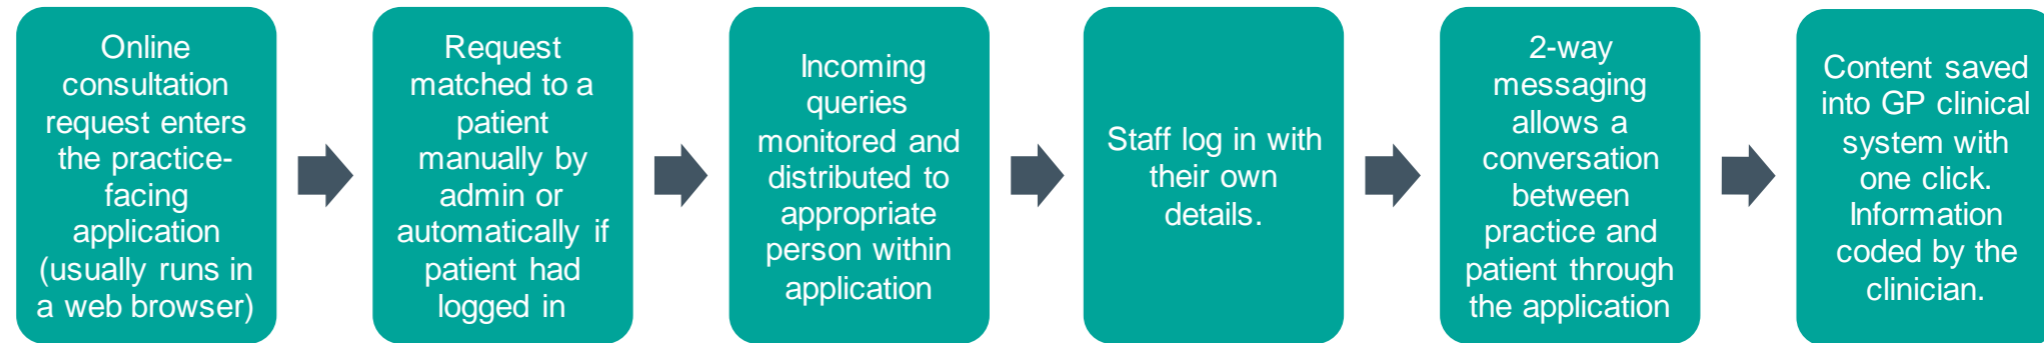 Online
consultation
request enters
the practice-
facing
application
(usually runs in
a web browser)
Request
matched to a
patient
manually by
admin or
automatically if
patient had
logged in
Incoming
queries
monitored and
distributed to
appropriate
person within
application
Staff log in with
their own
details.
2-way
messaging
allows a
conversation
between
practice and
patient through
the application
Content saved
into GP clinical
system with
one click.
Information
coded by the
clinician.